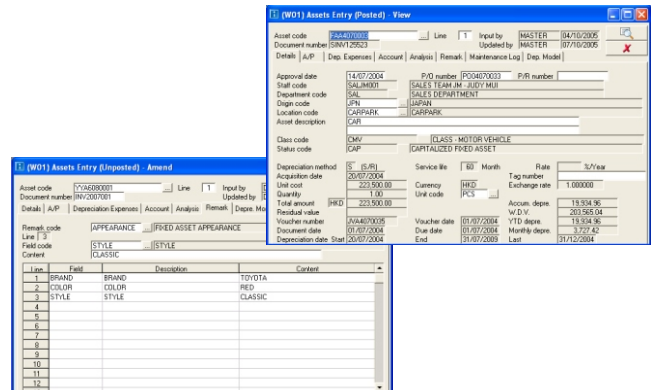 (W01) Assets Entry (Posted) - View
Asset code FAA4070003 ... Line 1 Input by MASTER 04/10/2005
Document number SINV125523 Updated by MASTER 07/10/2005
Details A/P Dep. Expenses Account Analysis Remark Maintenance Log Dep. Model
Approval date 14/07/2004 P/O number PO04070033 P/R number
Staff code SALJM001 SALES TEAM JM - JUDY MUI
Department code SAL SALES DEPARTMENT
Origin code JPN ... JAPAN
Location code CARPARK ... CARPARK
Asset description CAR
Class code CMV CLASS - MOTOR VEHICLE
Status code CAP CAPITALIZED FIXED ASSET
Depreciation method S (S/R) Service life 60 Month Rate %/Year
Acquisition date 20/07/2004 Tag number
Unit cost 223,500.00 Currency HKD Exchange rate 1.000000
Quantity 1.00 Unit code PCS ...
Total amount HKD 223,500.00 Accum. depre. 19,934.96
Residual value W.D.V. 203,565.04
Voucher number JVA4070035 Voucher date 01/07/2004 YTD depre. 19,934.96
Document date 01/07/2004 Due date 01/07/2004 Monthly depre. 3,727.42
Depreciation date Start 20/07/2004 End 31/07/2009 Last 31/12/2004
(W01) Assets Entry (Unposted) - Amend
Asset code YYA6080001 ... Line 1 Input by
Document number INV2007001 Updated by
Details A/P Depreciation Expenses Account Analysis Remark Depre. Mo
Remark code APPEARANCE ... FIXED ASSET APPEARANCE
Line 3
Field code STYLE ... STYLE
Content CLASSIC
Line Field Description Content
1 BRAND BRAND TOYOTA
2 COLOR COLOR RED
3 STYLE STYLE CLASSIC
4
5
6
7
8
9
10
11
12